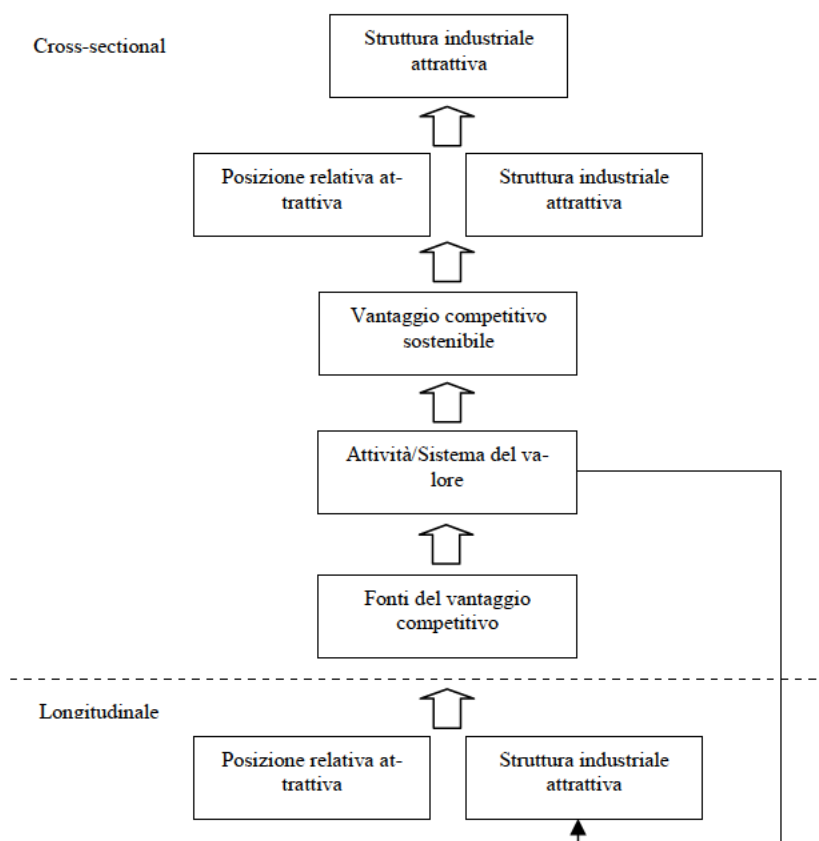 Cross-sectional
Struttura industriale
attrattiva
Posizione relativa at-
trattiva
Struttura industriale
attrattiva
Vantaggio competitivo
sostenibile
Attività/Sistema del va-
lore
Fonti del vantaggio
competitivo
Longitudinale
Posizione relativa at-
trattiva
Struttura industriale
attrattiva